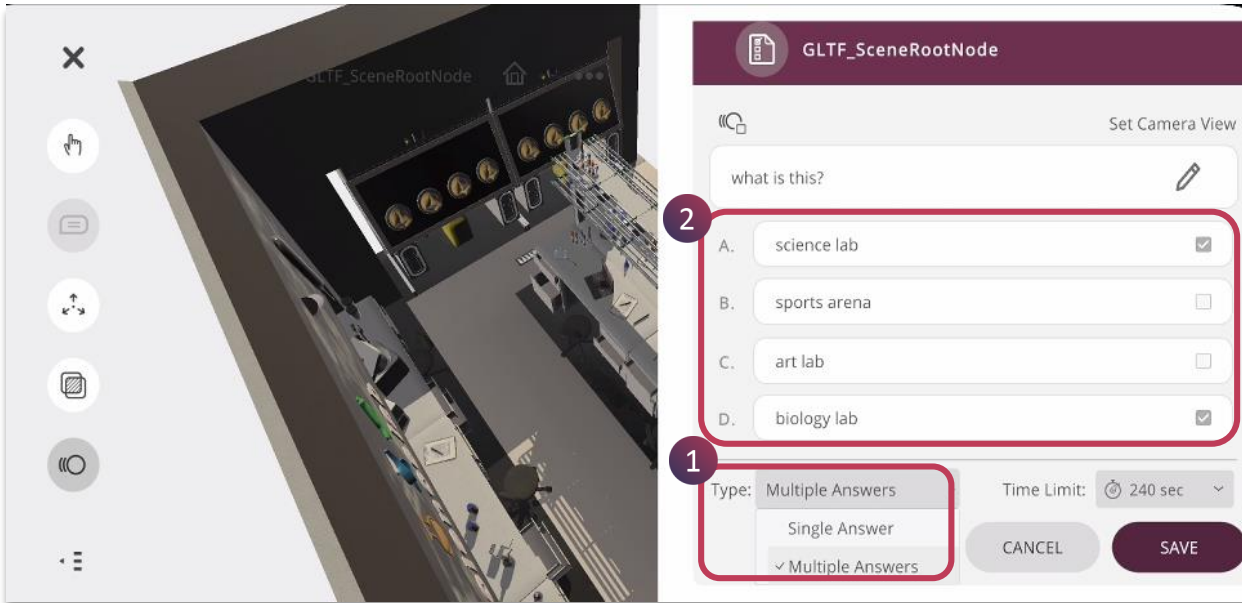 GLTF_SceneRootNode
GLTF_SceneRootNode
Set Camera View
what is this?
2
A. science lab
B. sports arena
C. art lab
D. biology lab
1
Type: Multiple Answers Time Limit: 240 sec
Single Answer
Multiple Answers
CANCEL SAVE